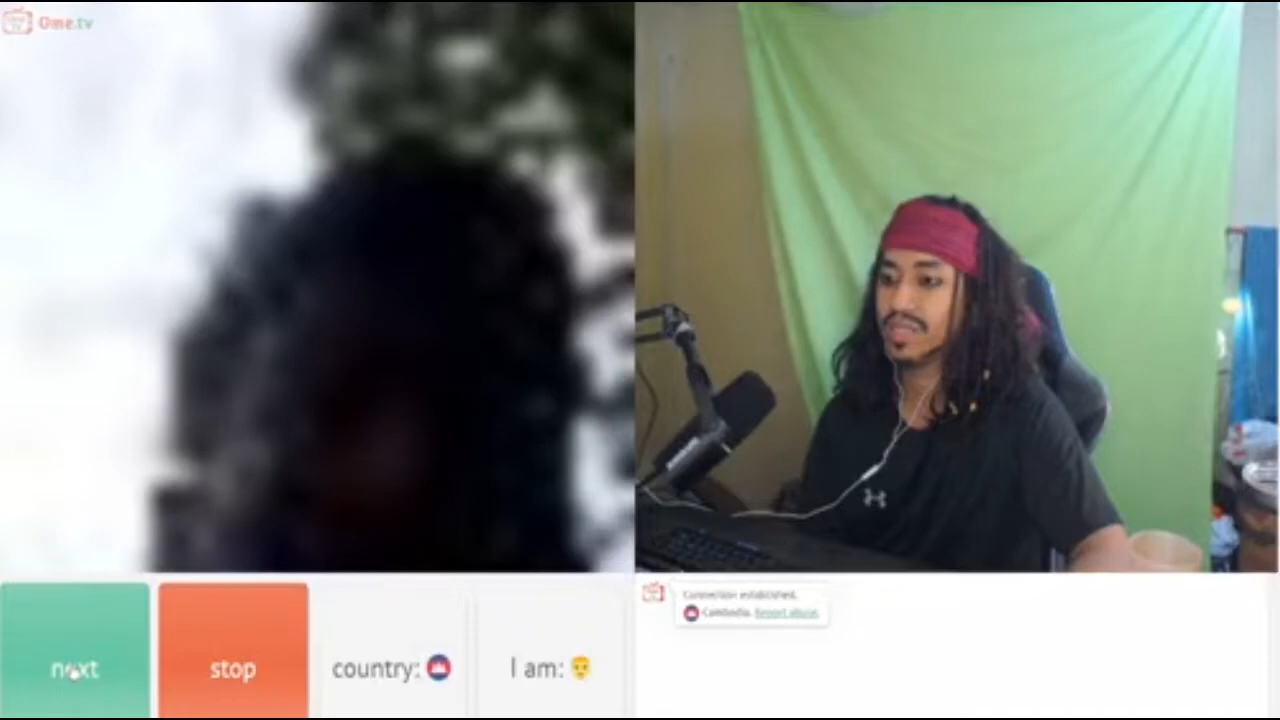 Ome.tv
Connection established.
Cambodia. Report abuse
next
stop
country:
I am: